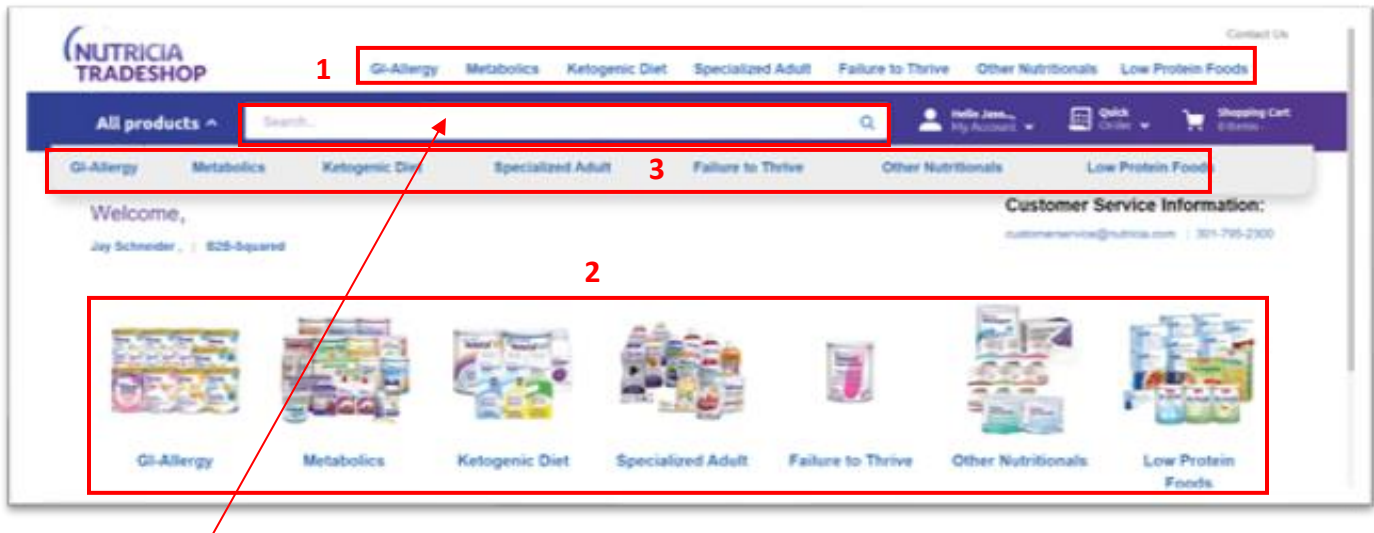 NUTRICIA
TRADESHOP
Contact Us
1
GI-Allergy Metabolics Ketogenic Diet Specialized Adult Failure to Thrive Other Nutritionals Low Protein Foods
All products Search... Hello Jess... Quick Shopping Cart
My Account Order 0 Items
GI-Allergy Metabolics Ketogenic Diet Specialized Adult 3 Failure to Thrive Other Nutritionals Low Protein Foods
Welcome,
Customer Service Information:
Jay Schneider , | B2B-Squared
customerservice@nutricia.com | 301-795-2300
2
GI-Allergy Metabolics Ketogenic Diet Specialized Adult Failure to Thrive Other Nutritionals Low Protein
Foods